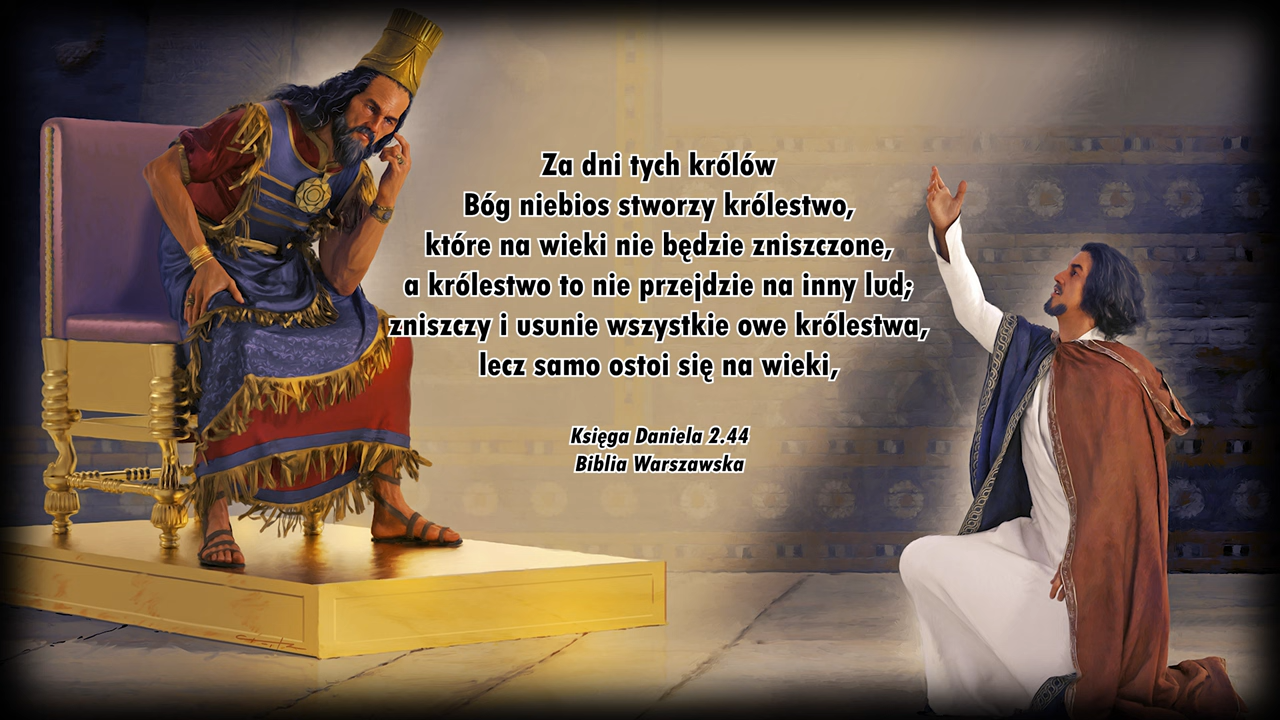 Za dni tych królów
Bóg niebios stworzy królestwo,
które na wieki nie będzie zniszczone,
a królestwo to nie przejdzie na inny lud;
zniszczy i usunie wszystkie owe królestwa,
lecz samo ostoi się na wieki,
Księga Daniela 2.44
Biblia Warszawska